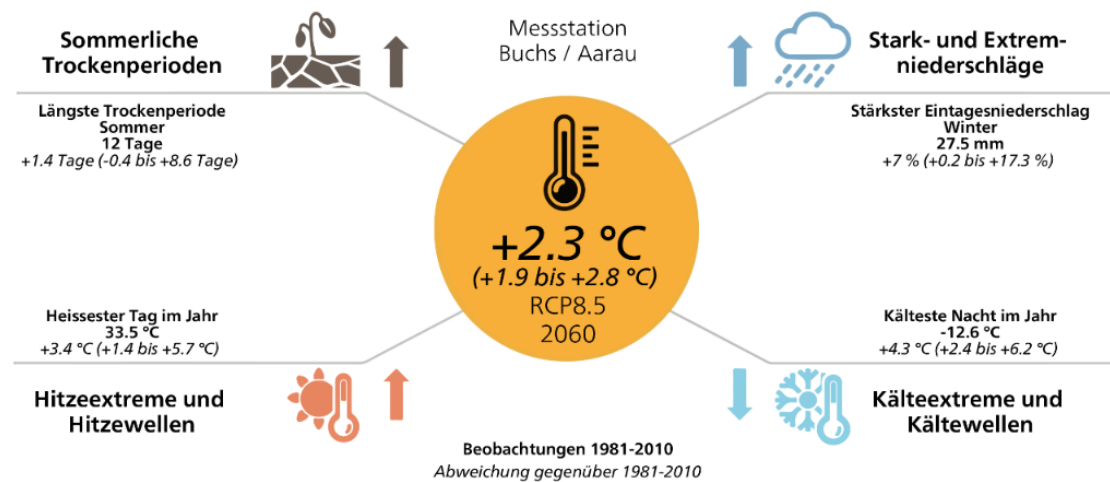 Sommerliche
Trockenperioden
Messstation
Buchs / Aarau
Stark- und Extrem-
niederschläge
Längste Trockenperiode
Sommer
12 Tage
+1.4 Tage (-0.4 bis +8.6 Tage)
Stärkster Eintagesniederschlag
Winter
27.5 mm
+7 % (+0.2 bis +17.3 %)
+2.3 °C
(+1.9 bis +2.8 °C)
RCP8.5
2060
Heissester Tag im Jahr
33.5 °C
+3.4 °C (+1.4 bis +5.7 °C)
Kälteste Nacht im Jahr
-12.6 °C
+4.3 °C (+2.4 bis +6.2 °C)
Hitzeextreme und
Hitzewellen
Kälteextreme und
Kältewellen
Beobachtungen 1981-2010
Abweichung gegenüber 1981-2010